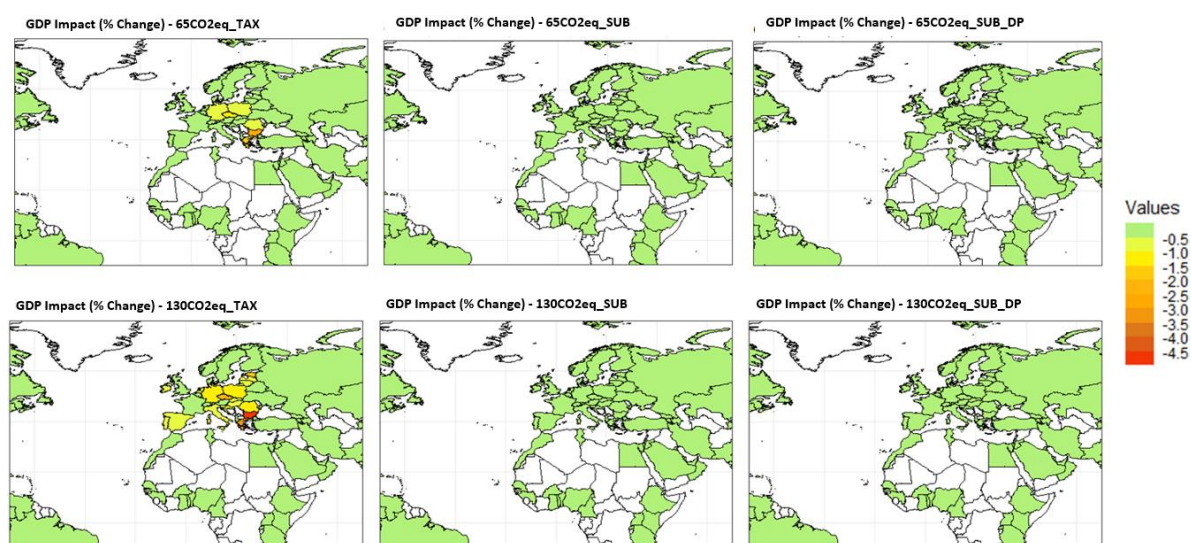 GDP Impact (% Change) - 65CO2eq_TAX
GDP Impact (% Change) - 65CO2eq_SUB
GDP Impact (% Change) - 65CO2eq_SUB_DP
Values
-0.5
-1.0
-1.5
-2.0
-2.5
-3.0
-3.5
-4.0
-4.5
GDP Impact (% Change) - 130CO2eq_TAX
GDP Impact (% Change) - 130CO2eq_SUB
GDP Impact (% Change) - 130CO2eq_SUB_DP